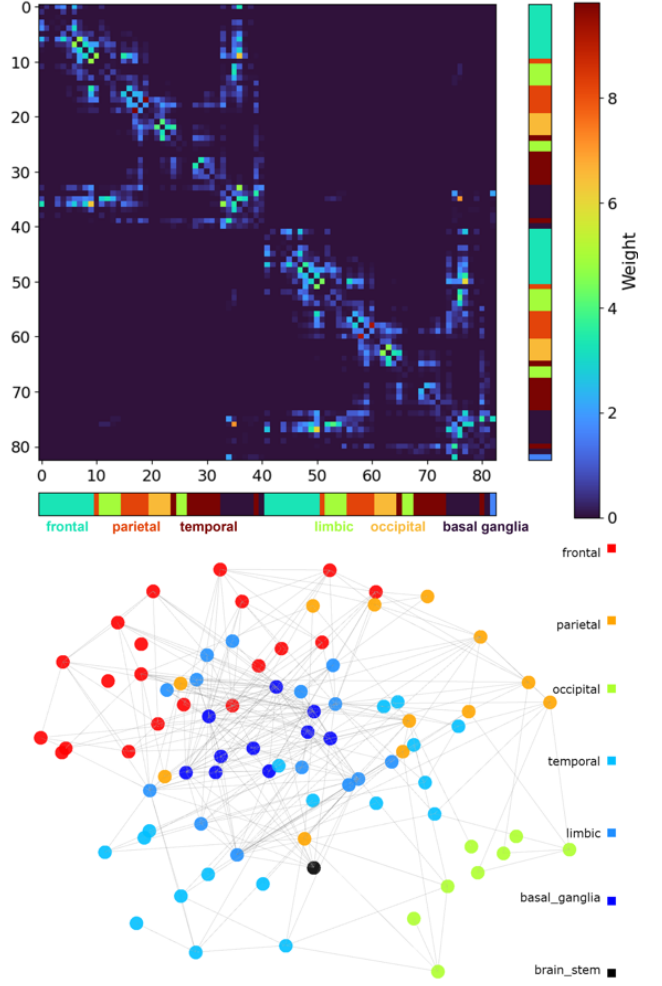 0
10
20
30
40
50
60
70
80
0 10 20 30 40 50 60 70 80
8
6
4
2
0
Weight
frontal parietal temporal limbic occipital basal ganglia
frontal
parietal
occipital
temporal
limbic
basal_ganglia
brain_stem